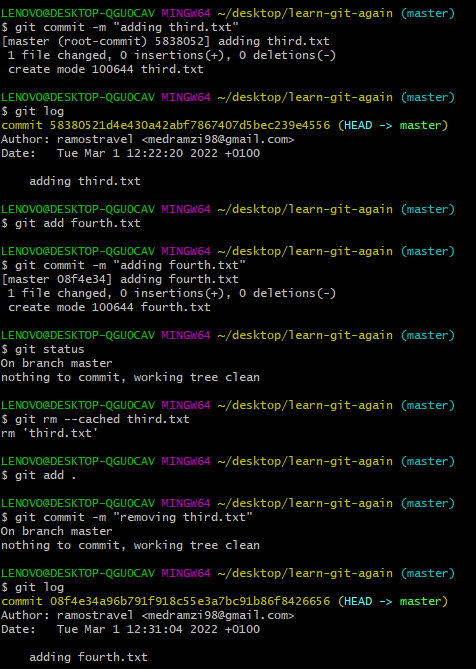 LENOVO@DESKTOP-QGUOCAV MINGW64 ~/desktop/learn-git-again (master)
$ git commit -m "adding third.txt"
[master (root-commit) 5838052] adding third.txt
 1 file changed, 0 insertions(+), 0 deletions(-)
 create mode 100644 third.txt

LENOVO@DESKTOP-QGUOCAV MINGW64 ~/desktop/learn-git-again (master)
$ git log
commit 58380521d4e430a42abf7867407d5bec239e4556 (HEAD -> master)
Author: ramostravel <medramzi98@gmail.com>
Date:   Tue Mar 1 12:22:20 2022 +0100

    adding third.txt

LENOVO@DESKTOP-QGUOCAV MINGW64 ~/desktop/learn-git-again (master)
$ git add fourth.txt

LENOVO@DESKTOP-QGUOCAV MINGW64 ~/desktop/learn-git-again (master)
$ git commit -m "adding fourth.txt"
[master 08f4e34] adding fourth.txt
 1 file changed, 0 insertions(+), 0 deletions(-)
 create mode 100644 fourth.txt

LENOVO@DESKTOP-QGUOCAV MINGW64 ~/desktop/learn-git-again (master)
$ git status
On branch master
nothing to commit, working tree clean

LENOVO@DESKTOP-QGUOCAV MINGW64 ~/desktop/learn-git-again (master)
$ git rm --cached third.txt
rm 'third.txt'

LENOVO@DESKTOP-QGUOCAV MINGW64 ~/desktop/learn-git-again (master)
$ git add .

LENOVO@DESKTOP-QGUOCAV MINGW64 ~/desktop/learn-git-again (master)
$ git commit -m "removing third.txt"
On branch master
nothing to commit, working tree clean

LENOVO@DESKTOP-QGUOCAV MINGW64 ~/desktop/learn-git-again (master)
$ git log
commit 08f4e34a96b791f918c55e3a7bc91b86f8426656 (HEAD -> master)
Author: ramostravel <medramzi98@gmail.com>
Date:   Tue Mar 1 12:31:04 2022 +0100

    adding fourth.txt